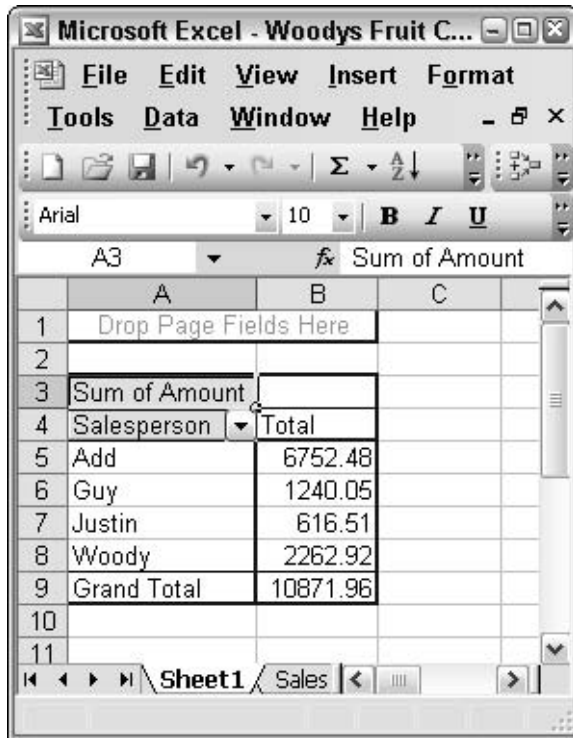 Microsoft Excel - Woodys Fruit C...
File Edit View Insert Format
Tools Data Window Help
Σ A Z
Arial 10 B I U
A3 fx Sum of Amount
A B C
1 Drop Page Fields Here
2
3 Sum of Amount
4 Salesperson Total
5 Add 6752.48
6 Guy 1240.05
7 Justin 616.51
8 Woody 2262.92
9 Grand Total 10871.96
10
11
Sheet1 Sales